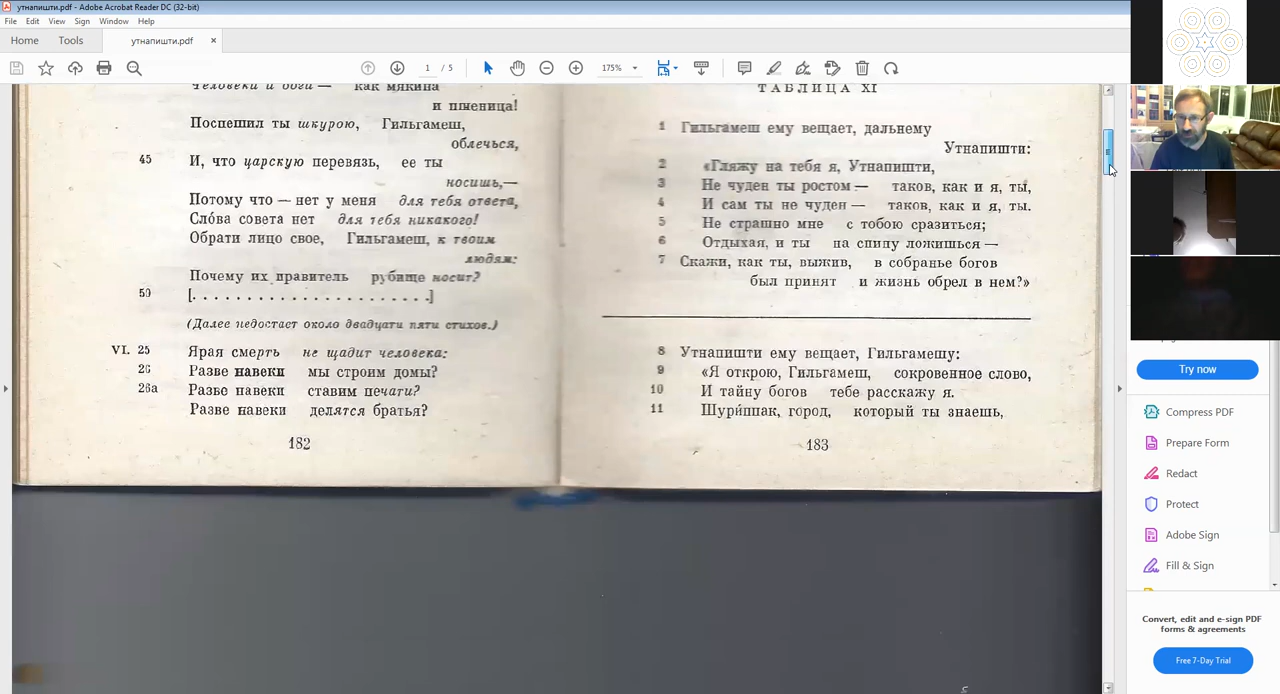 утнапишти.pdf - Adobe Acrobat Reader DC (32-bit)
File Edit View Sign Window Help
Home Tools утнапишти.pdf ×
1 / 5 175%
Человеки и боги — как мякина
и пшеница!
Поспешил ты шкурою, Гильгамеш,
облечься,
45 И, что царскую перевязь, ее ты
носишь,—
Потому что — нет у меня для тебя ответа,
Сло́ва совета нет для тебя никакого!
Обрати лицо свое, Гильгамеш, к твоим
людям:
Почему их правитель рубище носит?
50 [. . . . . . . . . . . . . . . . . . . . . .]
(Далее недостает около двадцати пяти стихов.)
VI. 25 Ярая смерть не щадит человека:
26 Разве навеки мы строим домы?
26а Разве навеки ставим печати?
Разве навеки делятся братья?
182
ТАБЛИЦА XI
1 Гильгамеш ему вещает, дальнему
Утнапишти:
2 «Гляжу на тебя я, Утнапишти,
3 Не чуден ты ростом — таков, как и я, ты,
4 И сам ты не чуден — таков, как и я, ты.
5 Не страшно мне с тобою сразиться;
6 Отдыхая, и ты на спину ложишься —
7 Скажи, как ты, выжив, в собранье богов
был принят и жизнь обрел в нем?»
8 Утнапишти ему вещает, Гильгамешу:
9 «Я открою, Гильгамеш, сокровенное слово,
10 И тайну богов тебе расскажу я.
11 Шури́ппак, город, который ты знаешь,
183
Try now
Compress PDF
Prepare Form
Redact
Protect
Adobe Sign
Fill & Sign
Convert, edit and e-sign PDF
forms & agreements
Free 7-Day Trial